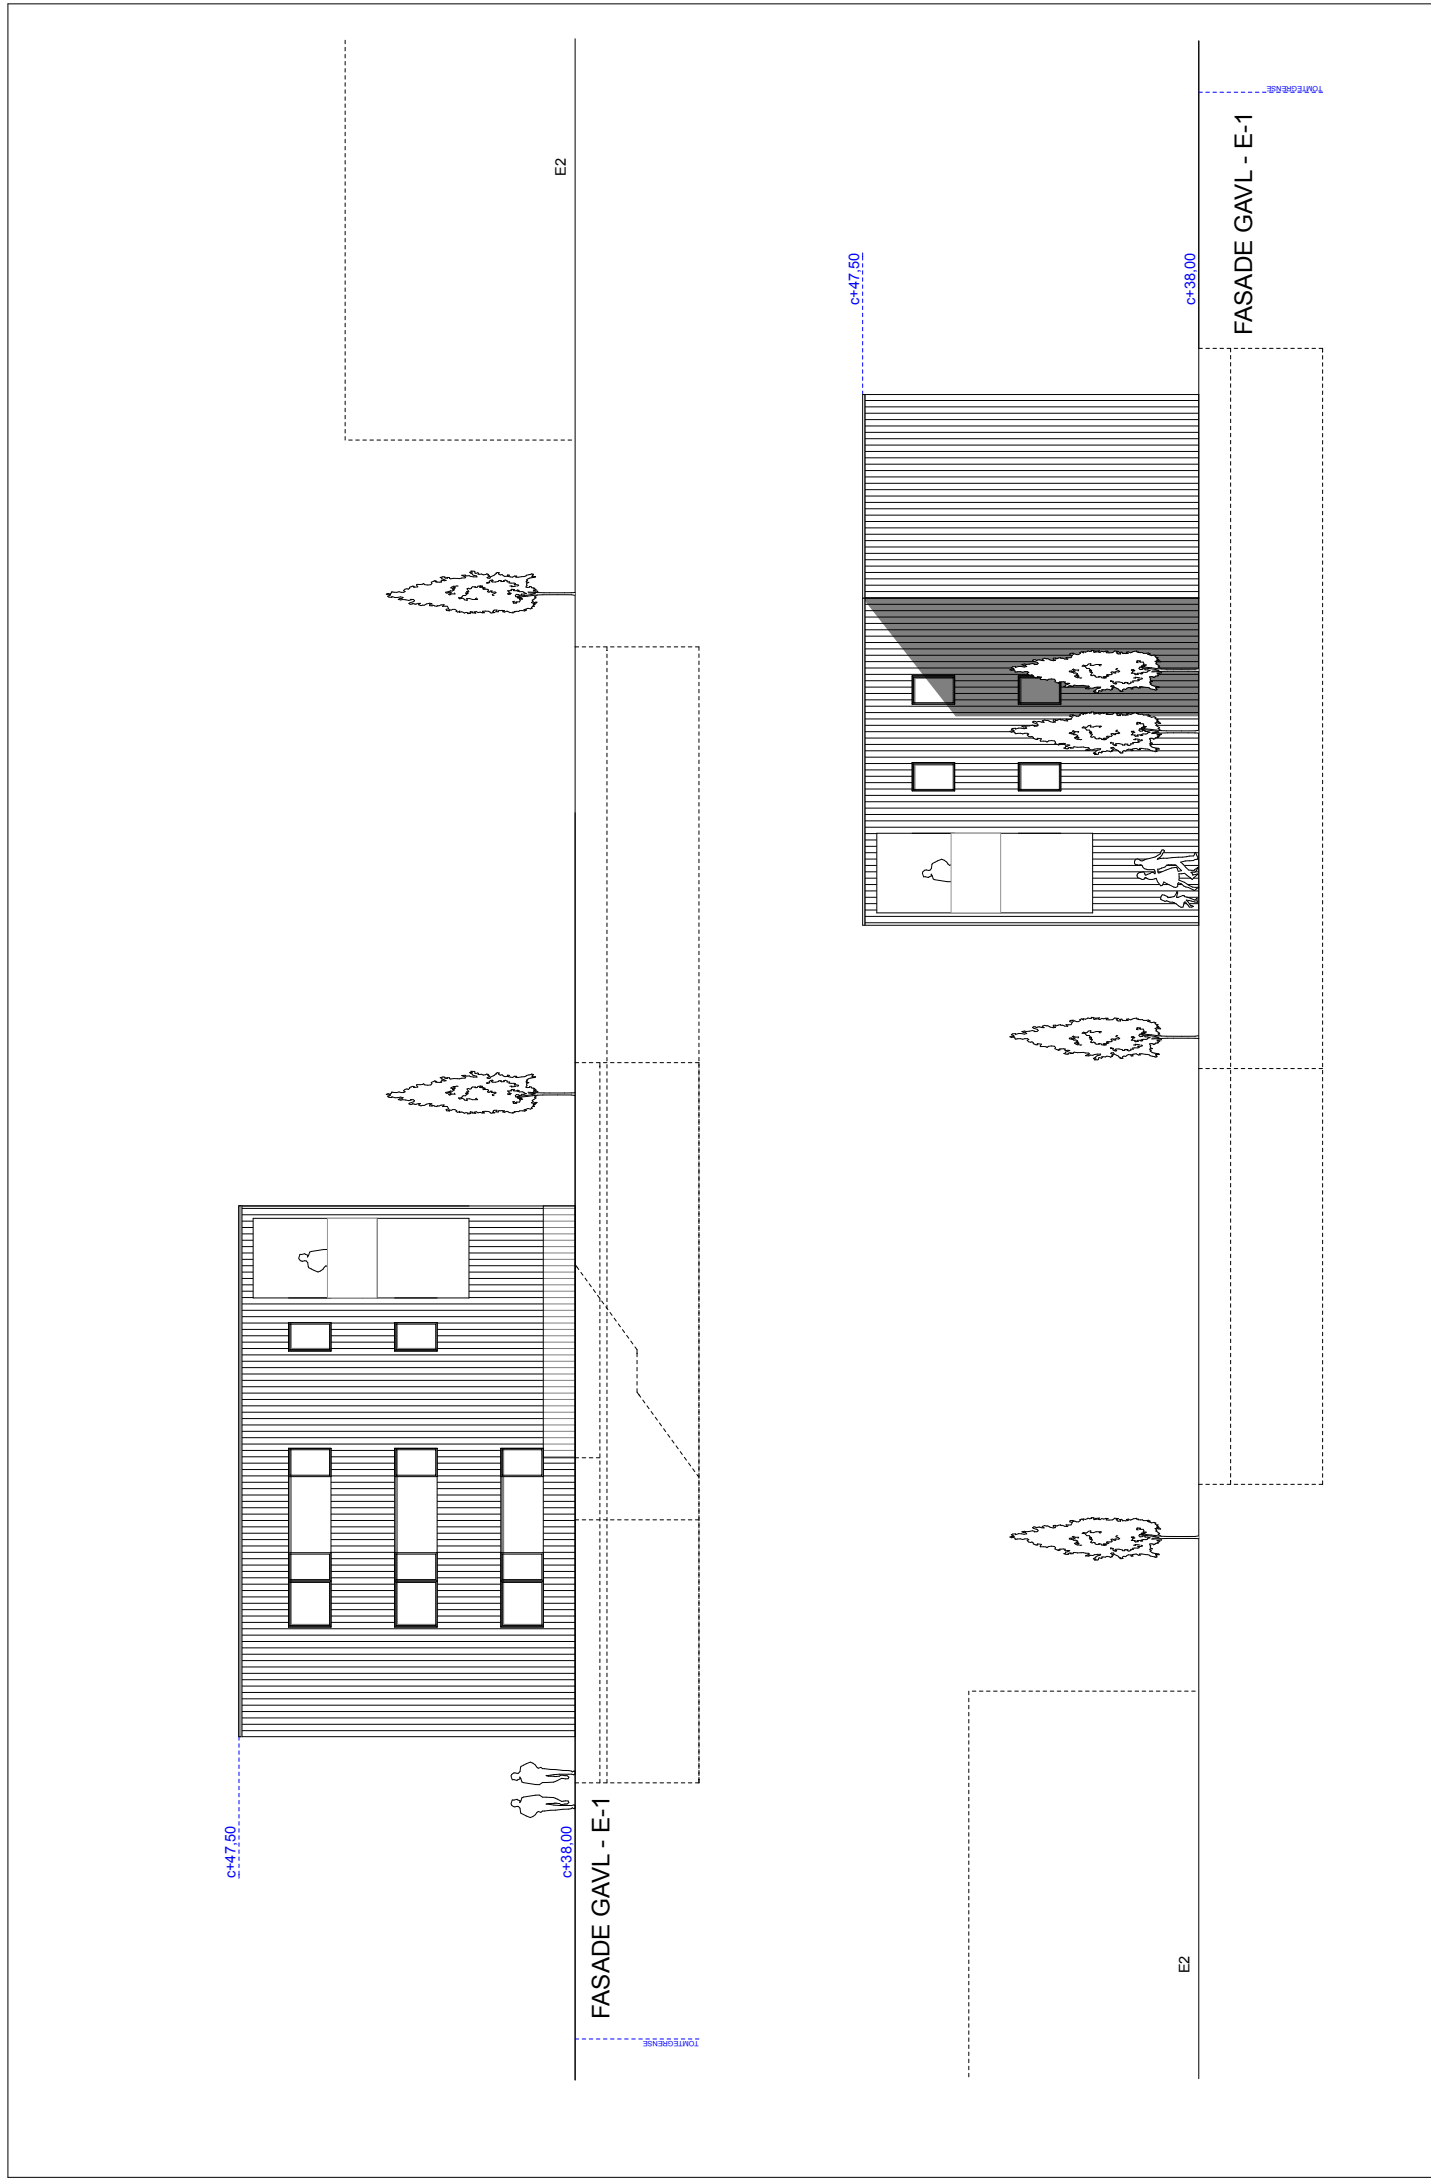 c+47,50
c+38,00
FASADE GAVL - E-1
TOMTEGRENSE
E2
c+47,50
c+38,00
FASADE GAVL - E-1
TOMTEGRENSE
E2